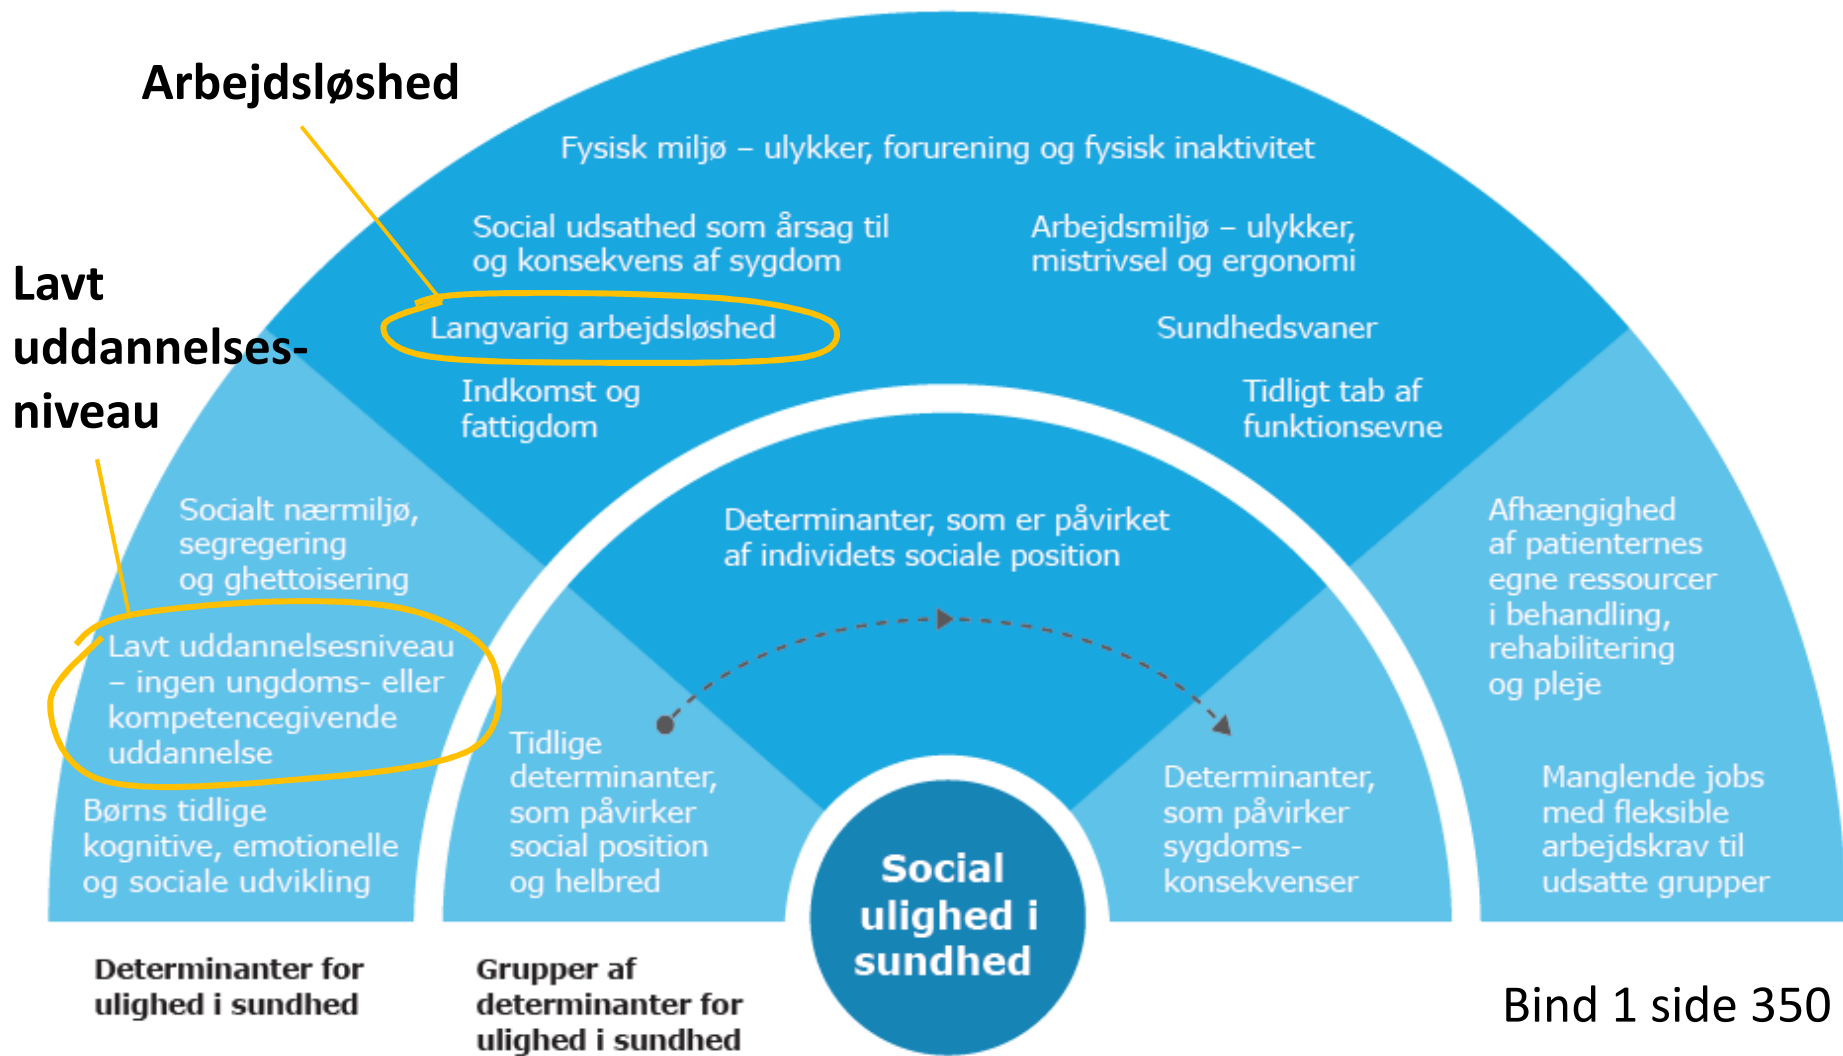 Arbejdsløshed
Lavt
uddannelses-
niveau
Fysisk miljø – ulykker, forurening og fysisk inaktivitet
Social udsathed som årsag til
og konsekvens af sygdom
Arbejdsmiljø – ulykker,
mistrivsel og ergonomi
Langvarig arbejdsløshed
Sundhedsvaner
Indkomst og
fattigdom
Tidligt tab af
funktionsevne
Socialt nærmiljø,
segregering
og ghettoisering
Lavt uddannelsesniveau
– ingen ungdoms- eller
kompetencegivende
uddannelse
Børns tidlige
kognitive, emotionelle
og sociale udvikling
Determinanter, som er påvirket
af individets sociale position
Tidlige
determinanter,
som påvirker
social position
og helbred
Determinanter,
som påvirker
sygdoms-
konsekvenser
Afhængighed
af patienternes
egne ressourcer
i behandling,
rehabilitering
og pleje
Manglende jobs
med fleksible
arbejdskrav til
udsatte grupper
Social
ulighed i
sundhed
Determinanter for
ulighed i sundhed
Grupper af
determinanter for
ulighed i sundhed
Bind 1 side 350